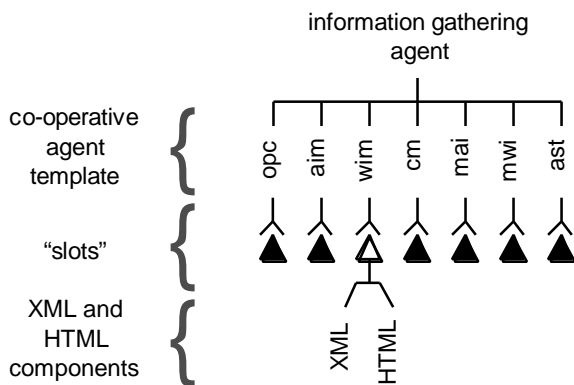 information gathering
agent
co-operative
agent
template
opc
aim
wim
cm
mai
mwi
ast
“slots”
XML and
HTML
components
XML
HTML